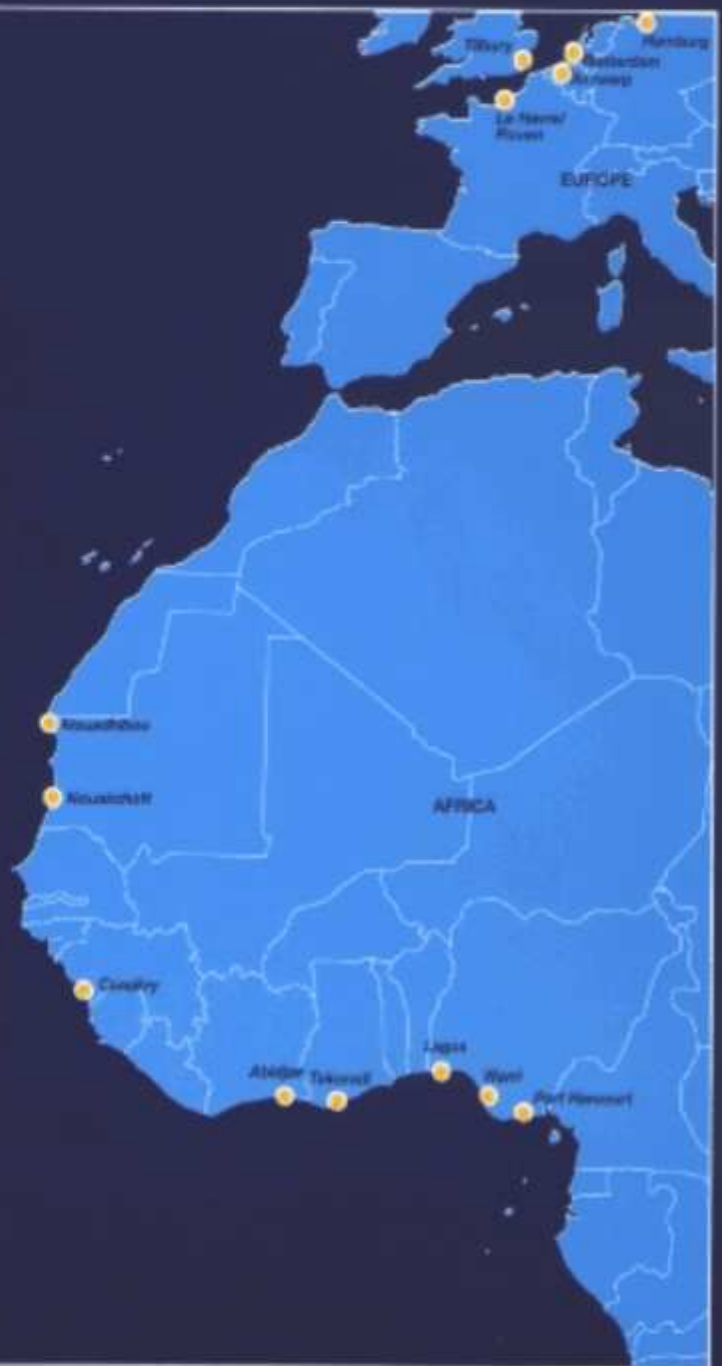 Tilbury
Hamburg
Rotterdam
Antwerp
Le Havre/
Rouen
EUROPE
Nouadhibou
Nouakchott
AFRICA
Conakry
Abidjan
Takoradi
Lagos
Warri
Port Harcourt